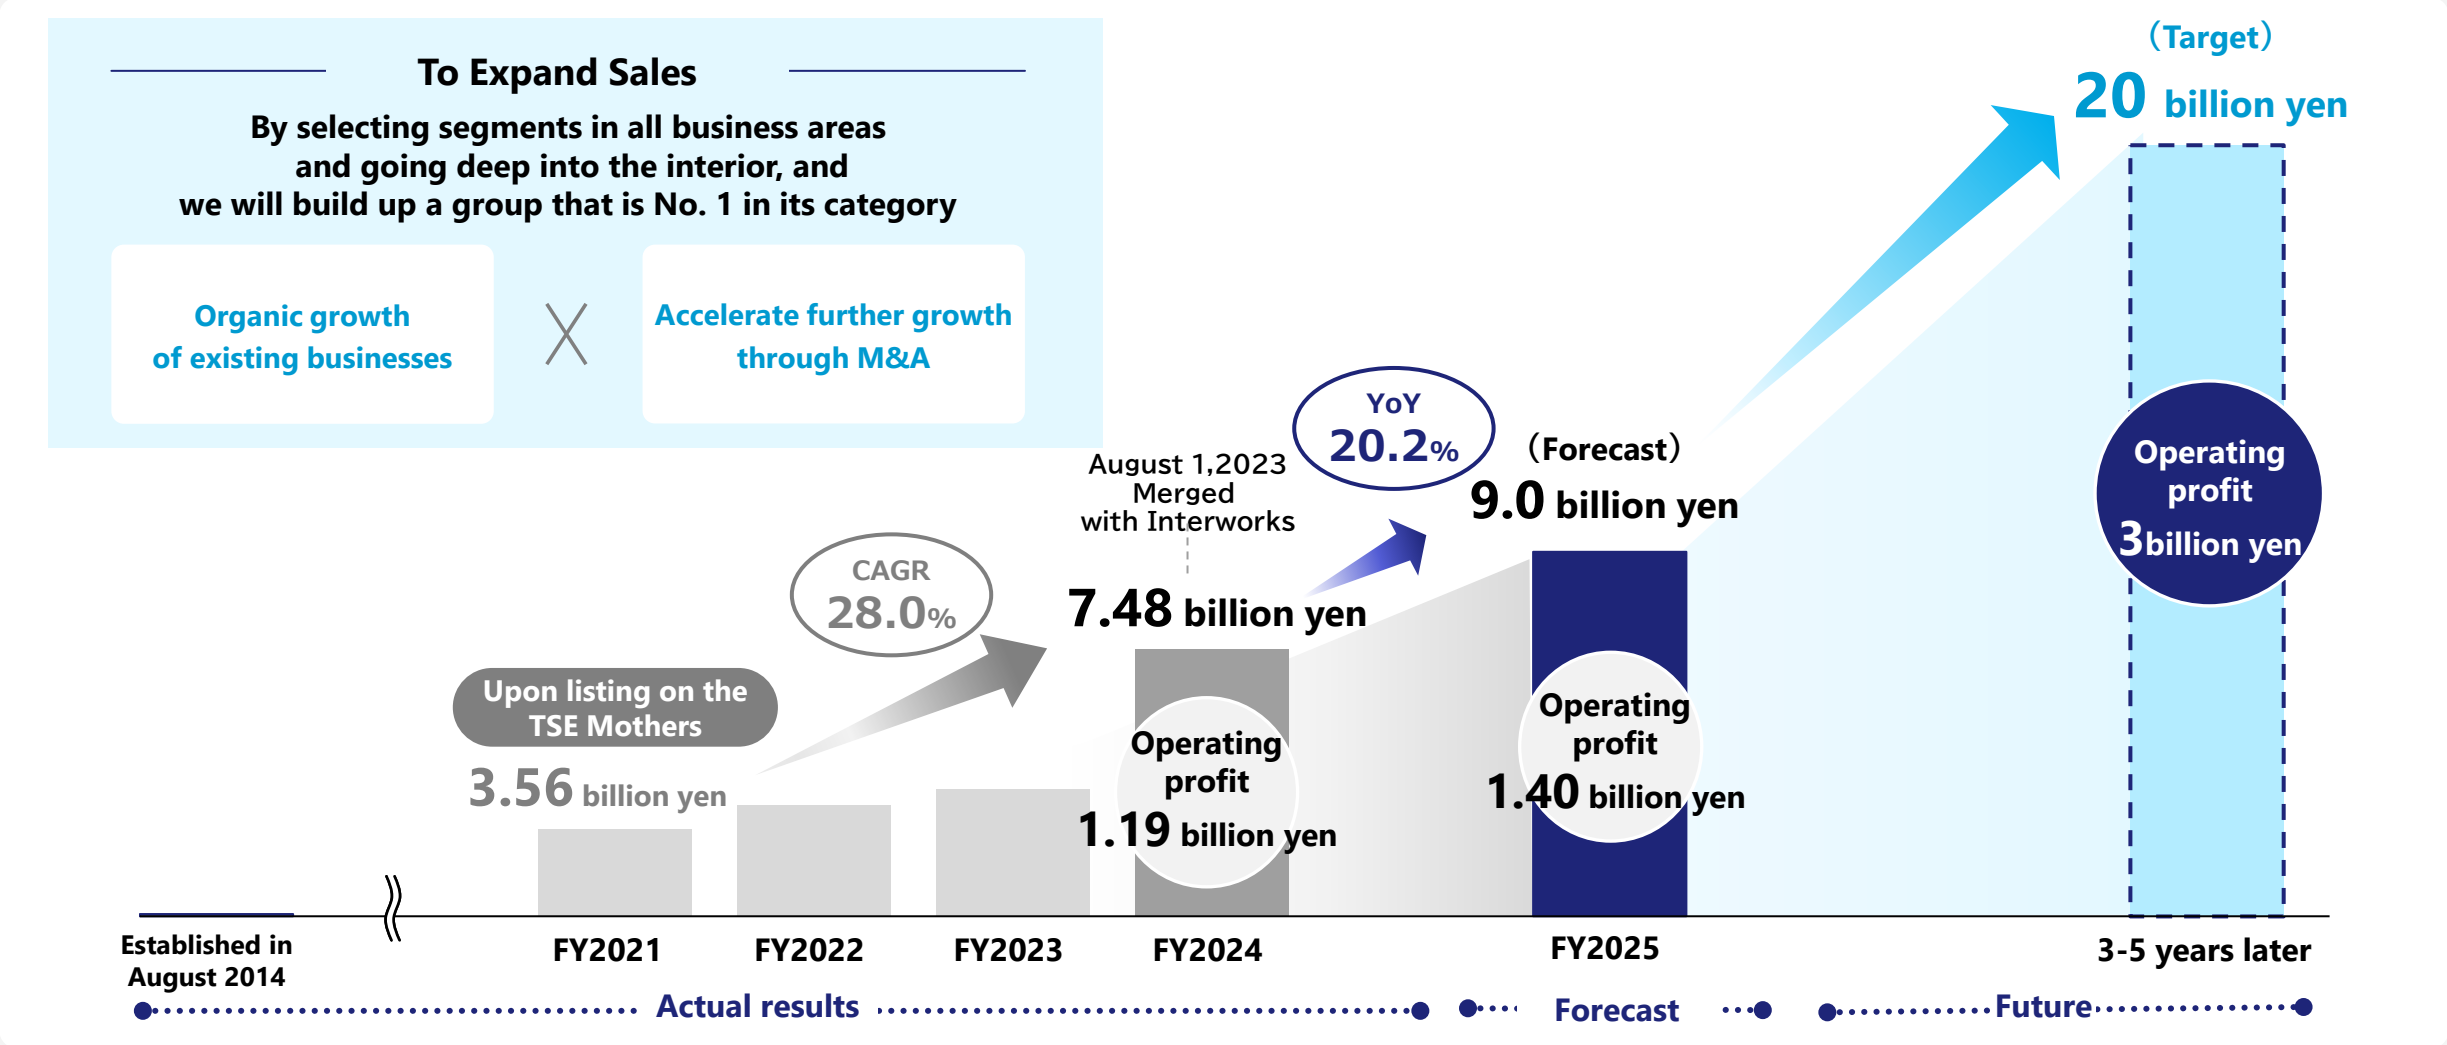 To Expand Sales
By selecting segments in all business areas
and going deep into the interior, and
we will build up a group that is No. 1 in its category
Organic growth
of existing businesses
Accelerate further growth
through M&A
(Target)
20 billion yen
Operating
profit
3billion yen
YoY
20.2%
(Forecast)
9.0 billion yen
Operating
profit
1.40 billion yen
August 1,2023
Merged
with Interworks
7.48 billion yen
Operating
profit
1.19 billion yen
CAGR
28.0%
Upon listing on the
TSE Mothers
3.56 billion yen
Established in
August 2014
FY2021
FY2022
FY2023
FY2024
FY2025
3-5 years later
Actual results
Forecast
Future